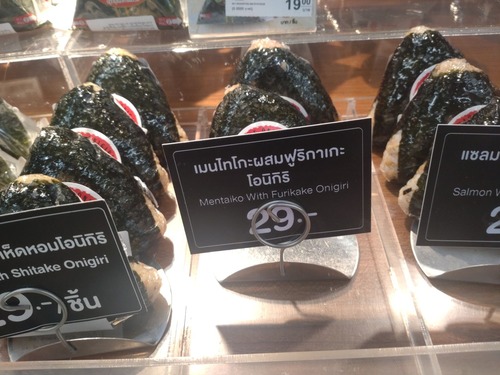 19.00
เมนไทโกะผสมฟูริกาเกะ
โอนิกิริ
Mentaiko With Furikake Onigiri
29.-
ห็ดหอมโอนิกิริ
h Shitake Onigiri
29.-/ชิ้น
แซลม
Salmon W
2